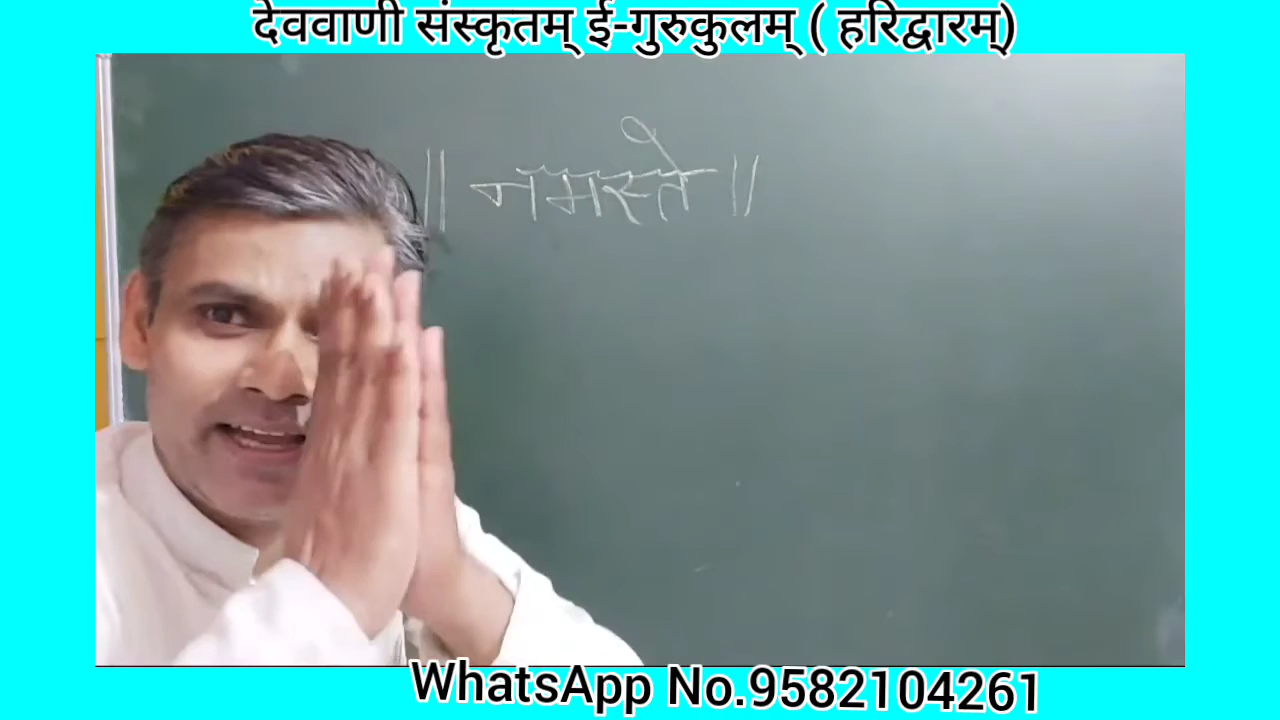 देववाणी संस्कृतम् ई-गुरुकुलम् ( हरिद्वारम्)
॥ नमस्ते ॥
WhatsApp No.9582104261